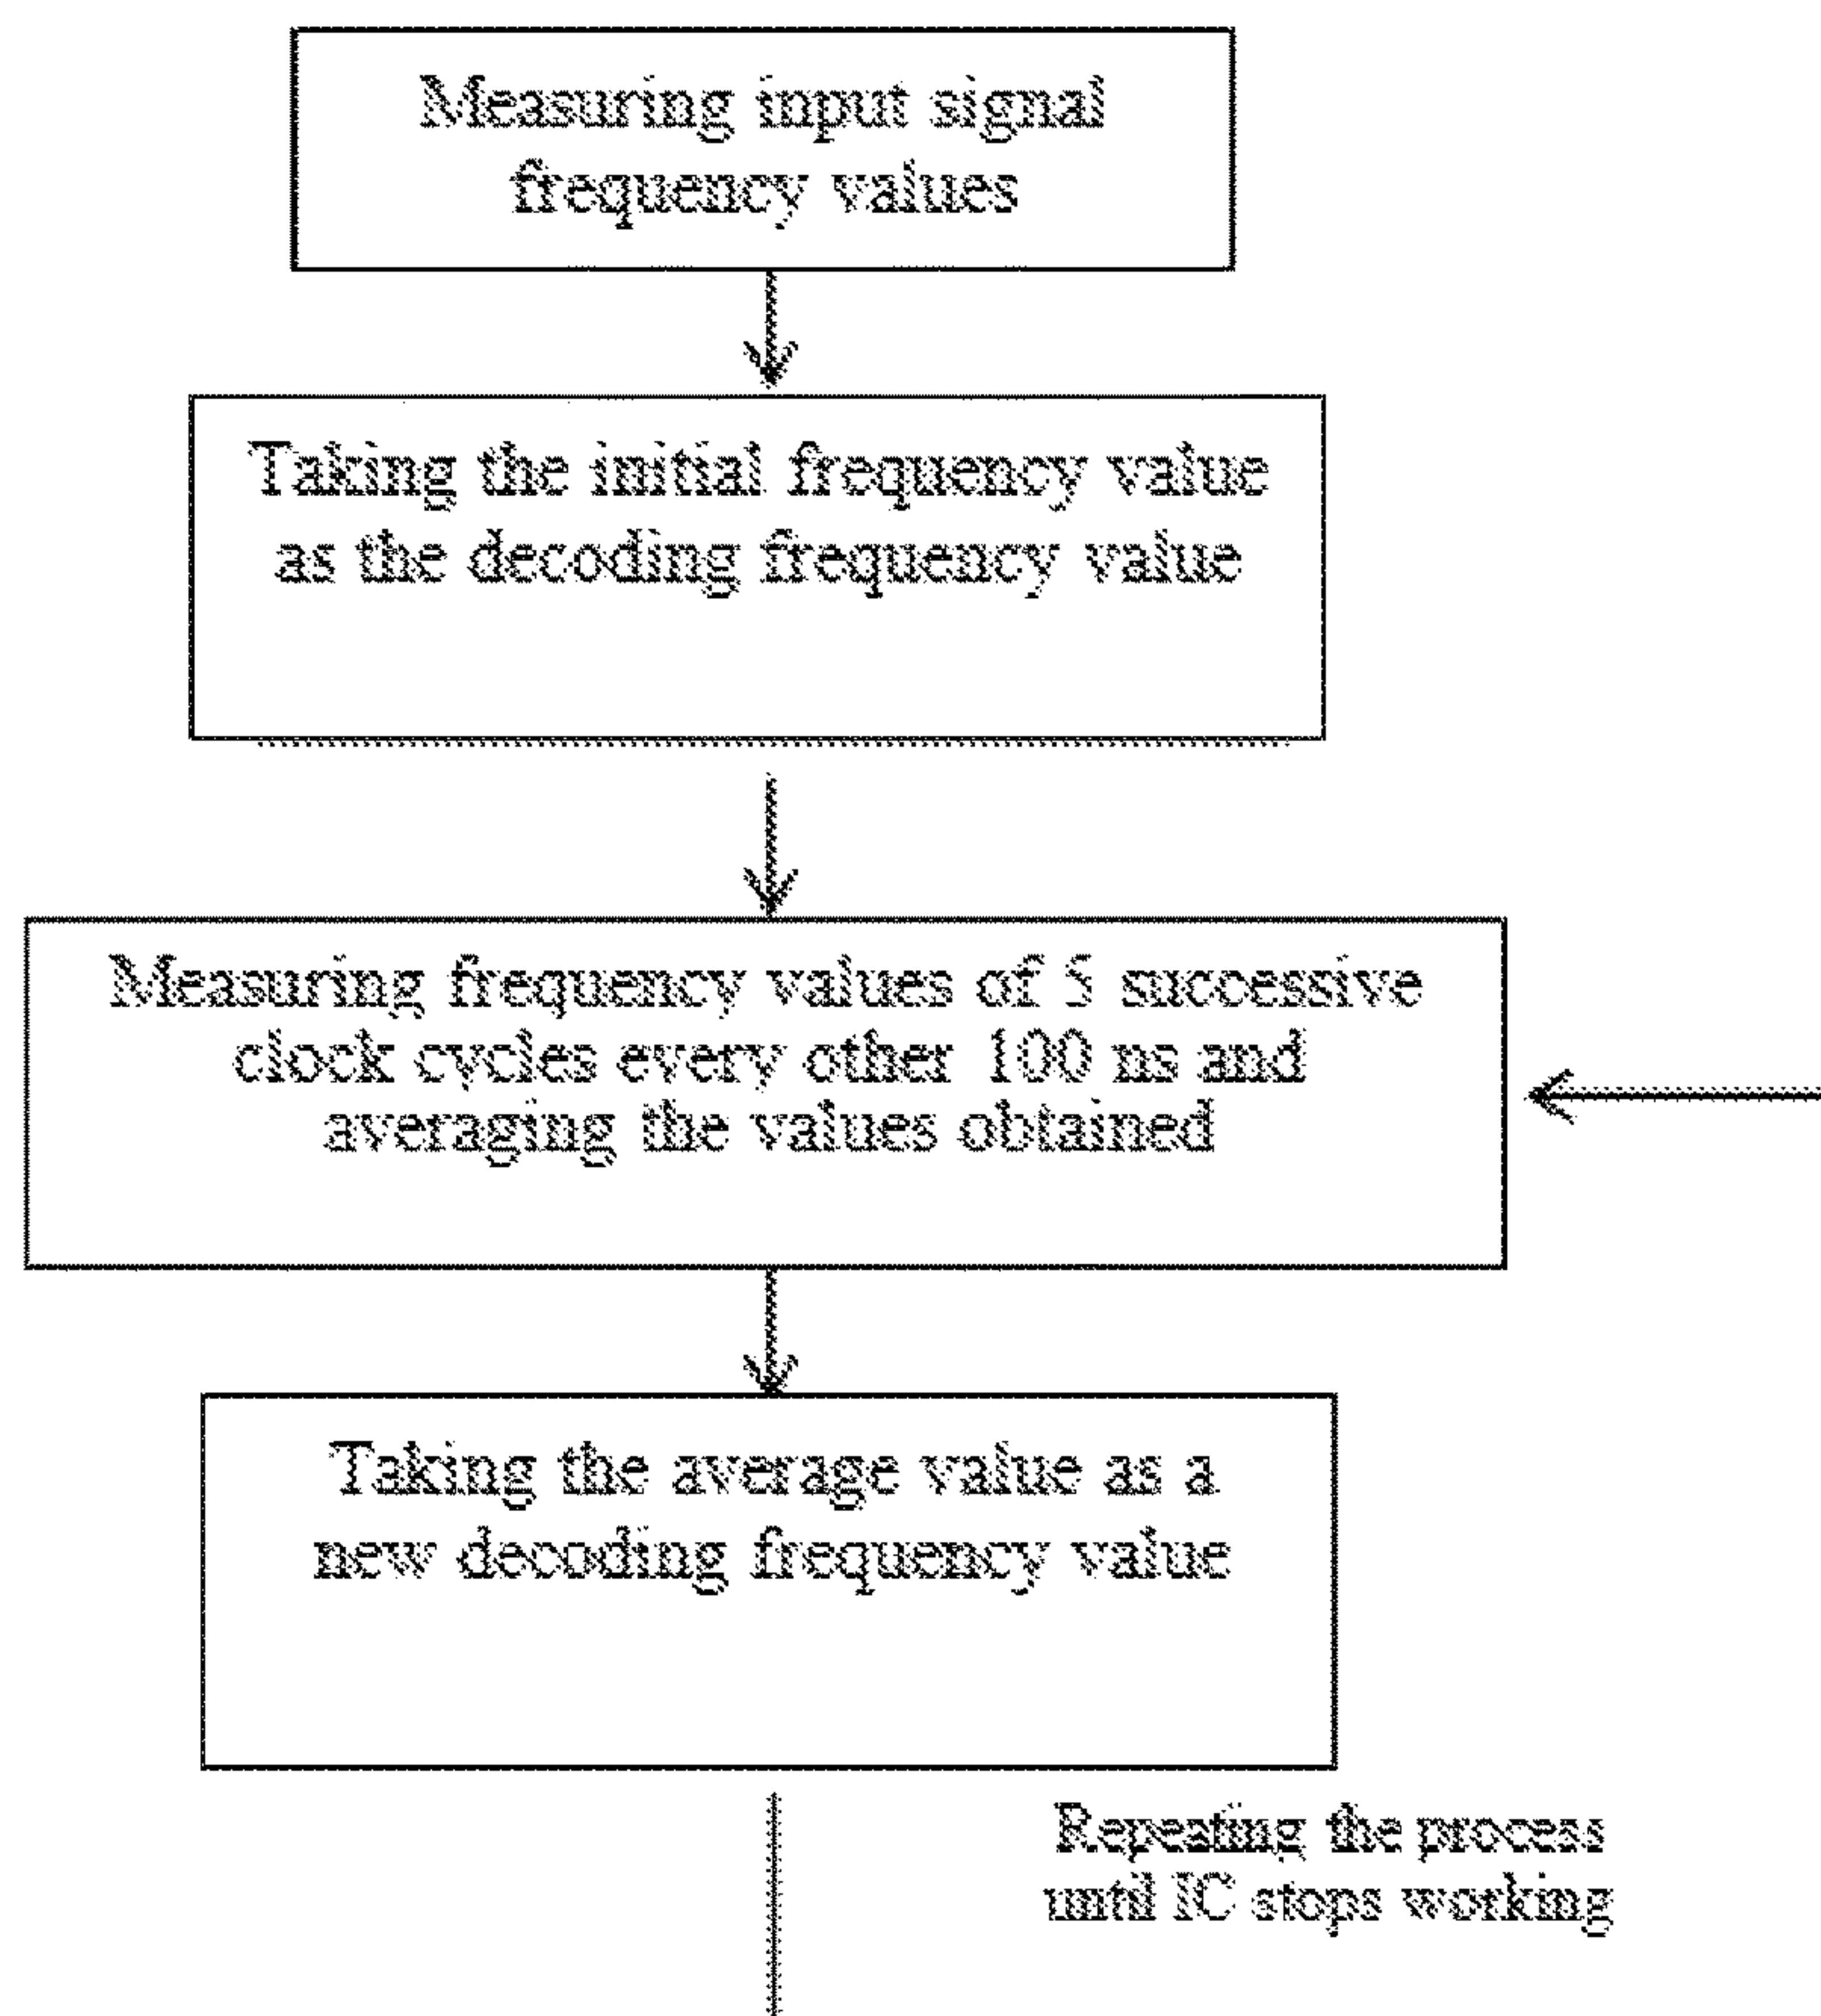 Measuring input signal
frequency values
Taking the initial frequency value
as the decoding frequency value
Measuring frequency values of 5 successive
clock cycles every other 100 ns and
averaging the values obtained
Taking the average value as a
new decoding frequency value
Repeating the process
until IC stops working